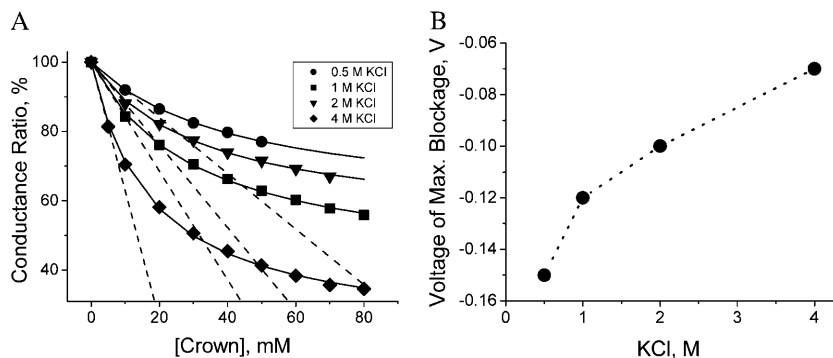 A
Conductance Ratio, %
100
80
60
40
0
20
40
60
80
[Crown], mM
0.5 M KCl
1 M KCl
2 M KCl
4 M KCl
B
Voltage of Max. Blockage, V
-0.06
-0.08
-0.10
-0.12
-0.14
-0.16
0
1
2
3
4
KCl, M